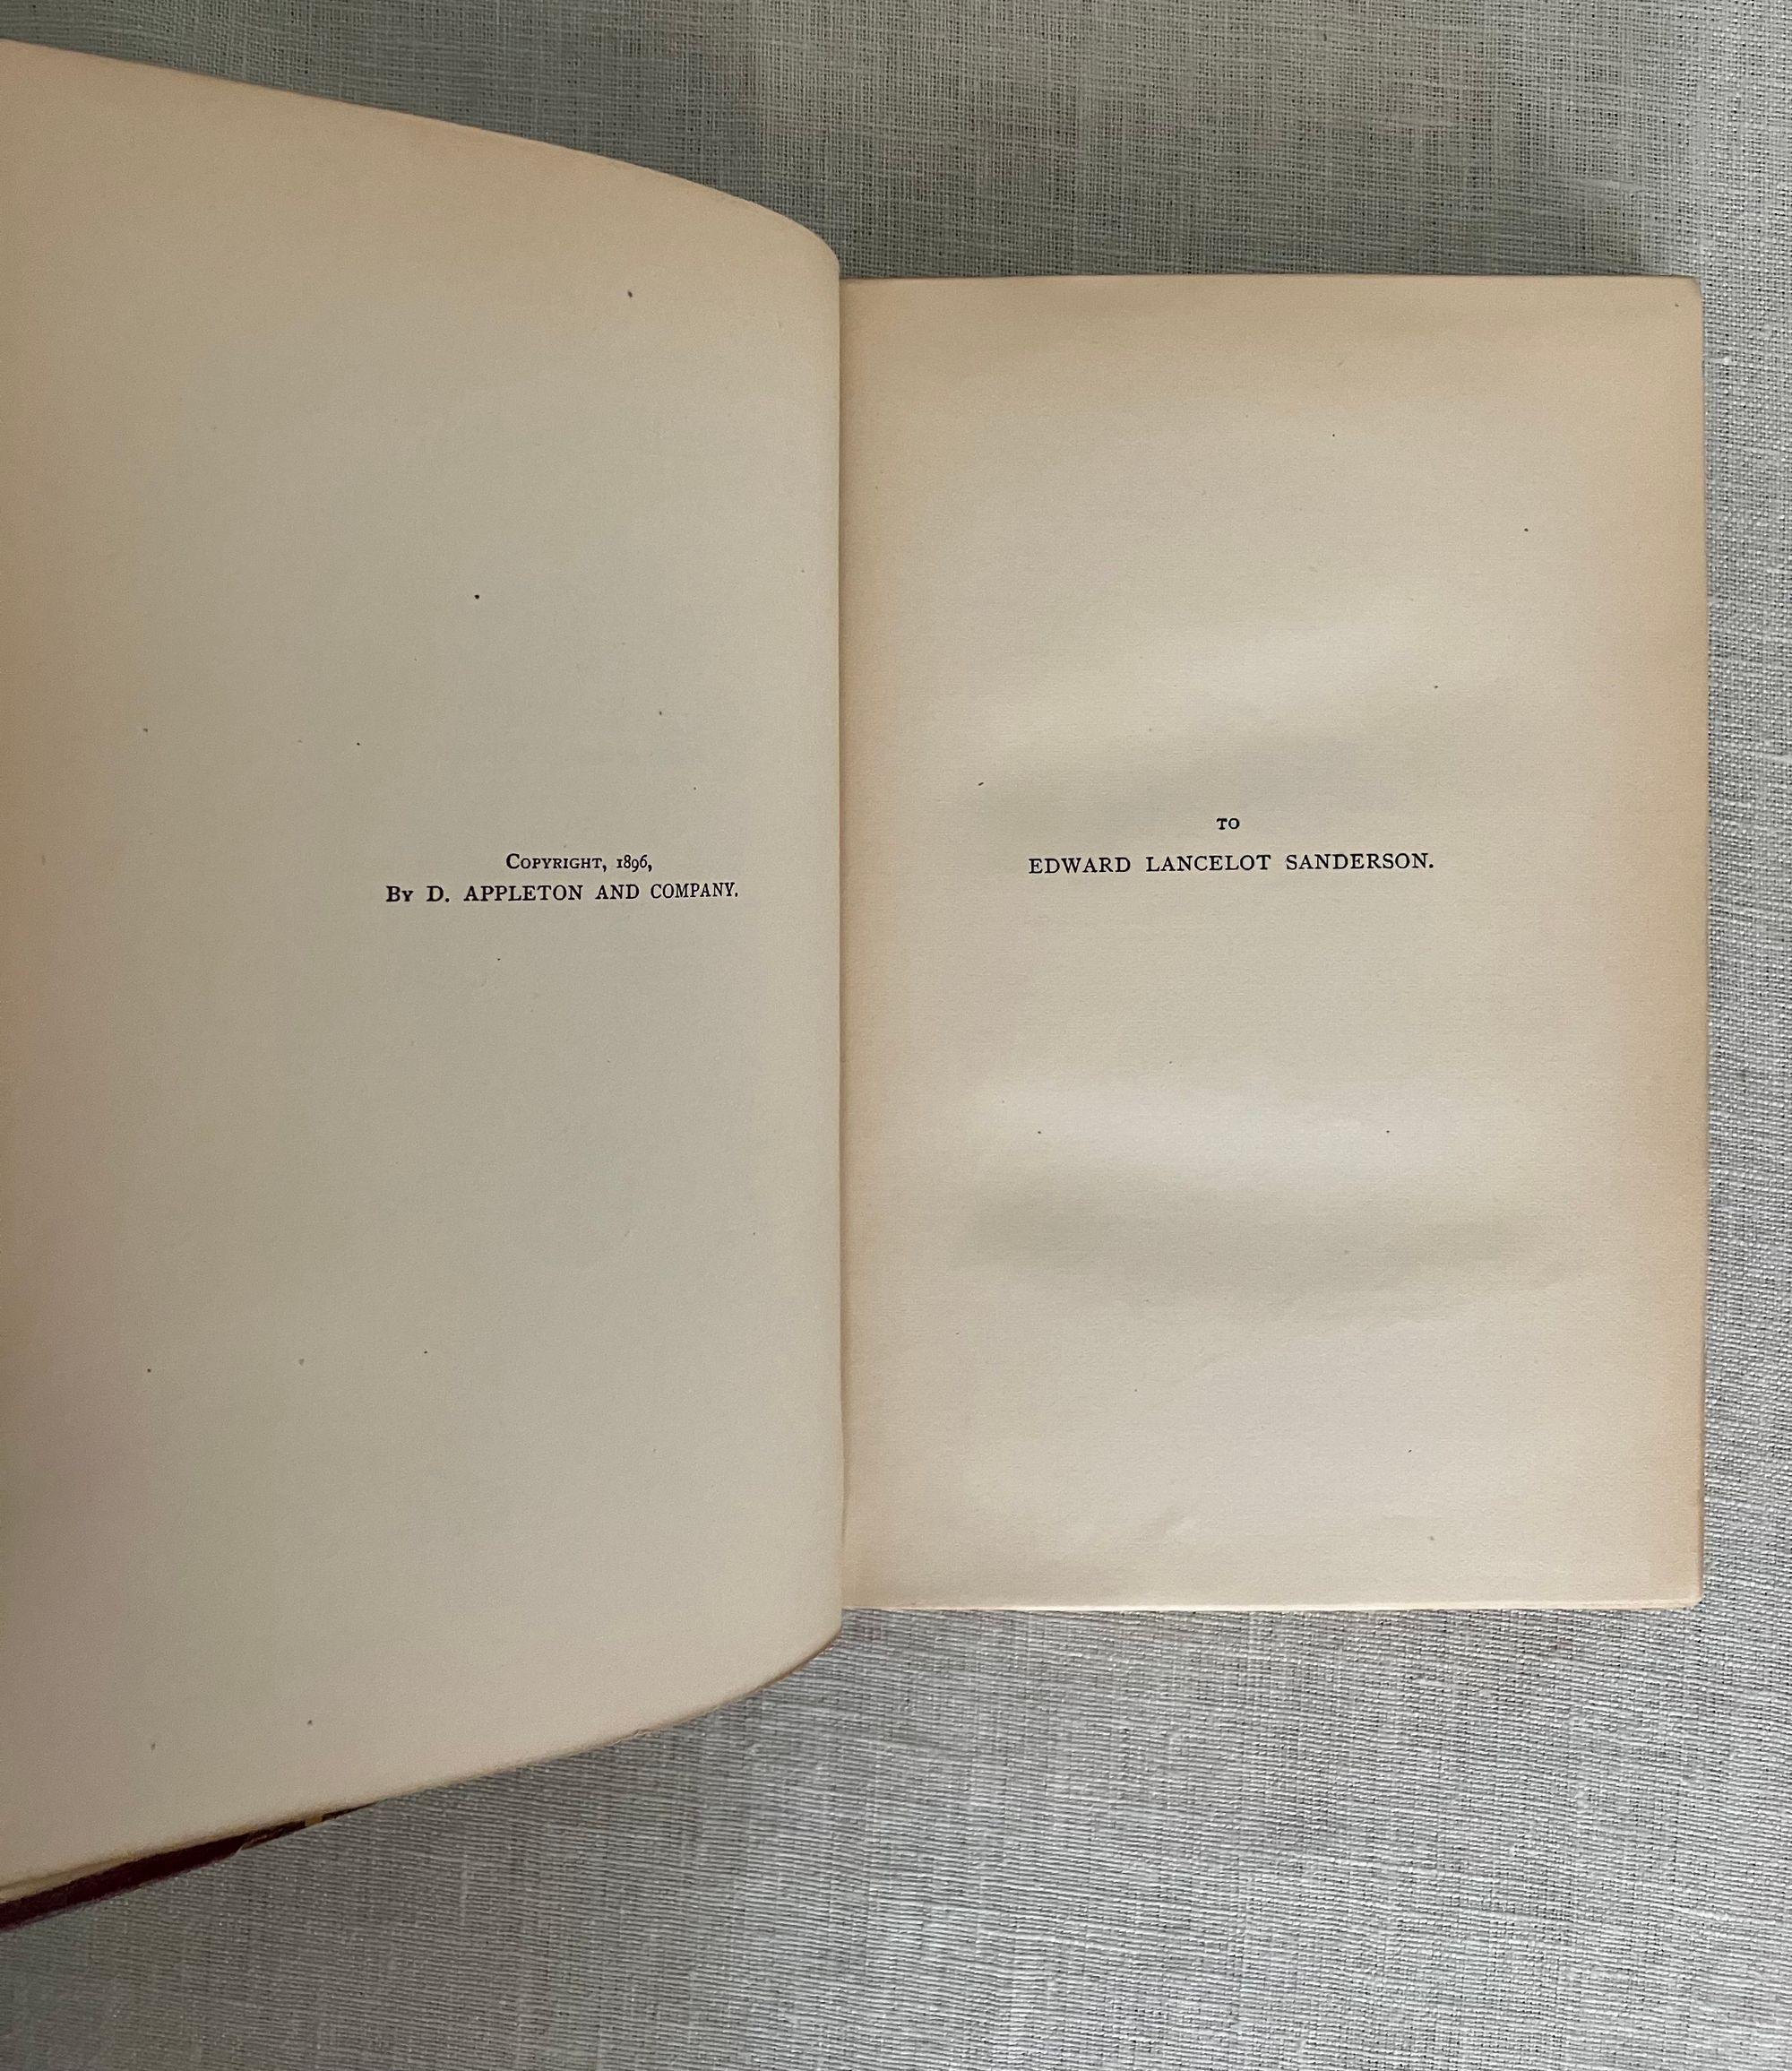 Copyright, 1896,
By D. APPLETON AND COMPANY.
TO
EDWARD LANCELOT SANDERSON.